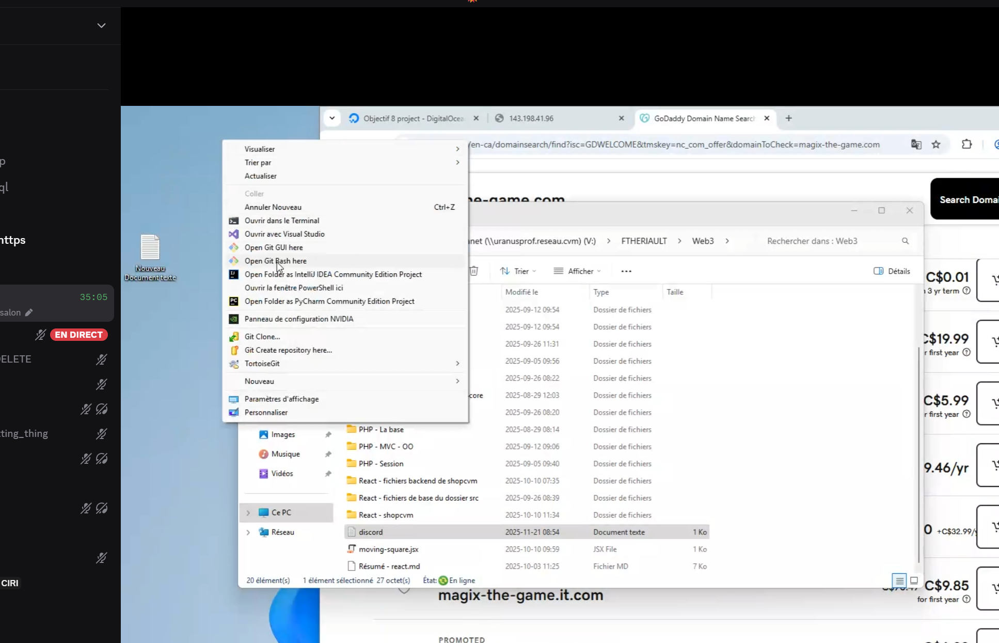 p
ql
https
35:05
salon
EN DIRECT
ELETE
ting_thing
CIRI
Nouveau
Document texte
Objectif 8 project - DigitalOcea
143.198.41.96
GoDaddy Domain Name Search
/en-ca/domainsearch/find?isc=GDWELCOME&tmskey=nc_com_offer&domainToCheck=magix-the-game.com
he-game.com
Search Domai
Visualiser
Trier par
Actualiser
Coller
Annuler Nouveau Ctrl+Z
Ouvrir dans le Terminal
Ouvrir avec Visual Studio
Open Git GUI here
Open Git Bash here
Open Folder as IntelliJ IDEA Community Edition Project
Ouvrir la fenêtre PowerShell ici
Open Folder as PyCharm Community Edition Project
Panneau de configuration NVIDIA
Git Clone...
Git Create repository here...
TortoiseGit
Nouveau
Paramètres d'affichage
Personnaliser
anet (\\uranusprof.reseau.cvm) (V:) > FTHERIAULT > Web3 >
Rechercher dans : Web3
Trier
Afficher
Détails
Modifié le Type Taille
2025-09-12 09:54 Dossier de fichiers
2025-09-12 09:54 Dossier de fichiers
2025-09-26 11:31 Dossier de fichiers
2025-09-05 09:56 Dossier de fichiers
2025-09-26 08:22 Dossier de fichiers
core 2025-08-29 12:03 Dossier de fichiers
2025-09-26 08:20 Dossier de fichiers
PHP - La base 2025-08-29 08:14 Dossier de fichiers
PHP - MVC - OO 2025-09-12 09:06 Dossier de fichiers
PHP - Session 2025-09-05 09:40 Dossier de fichiers
React - fichiers backend de shopcvm 2025-10-10 07:35 Dossier de fichiers
React - fichiers de base du dossier src 2025-09-26 08:39 Dossier de fichiers
React - shopcvm 2025-10-10 11:34 Dossier de fichiers
discord 2025-11-21 08:54 Document texte 1 Ko
moving-square.jsx 2025-10-10 09:59 JSX File 1 Ko
Résumé - react.md 2025-10-03 11:25 Fichier MD 7 Ko
Images
Musique
Vidéos
Ce PC
Réseau
20 élément(s) 1 élément sélectionné 27 octet(s) État: En ligne
C$0.01
3 yr term
C$19.99
r first year
C$5.99
r first year
9.46/yr
0 +C$32.99/y
C$9.85
for first year
magix-the-game.it.com
PROMOTED